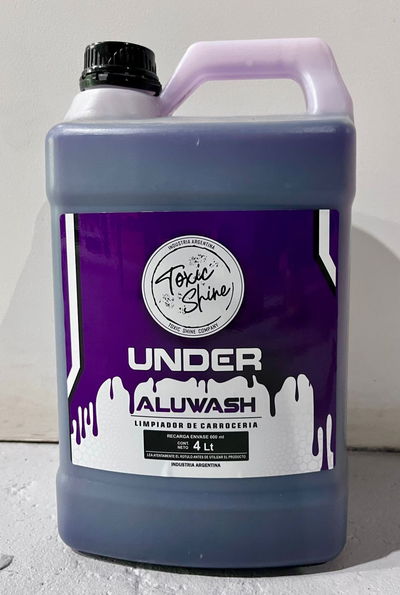 INDUSTRIA ARGENTINA
Toxic
Shine
TOXIC SHINE COMPANY
UNDER
ALUWASH
LIMPIADOR DE CARROCERIA
RECARGA ENVASE 600 ml
CONT.
NETO 4 Lt
LEA ATENTAMENTE EL ROTULO ANTES DE UTILIZAR EL PRODUCTO
INDUSTRIA ARGENTINA